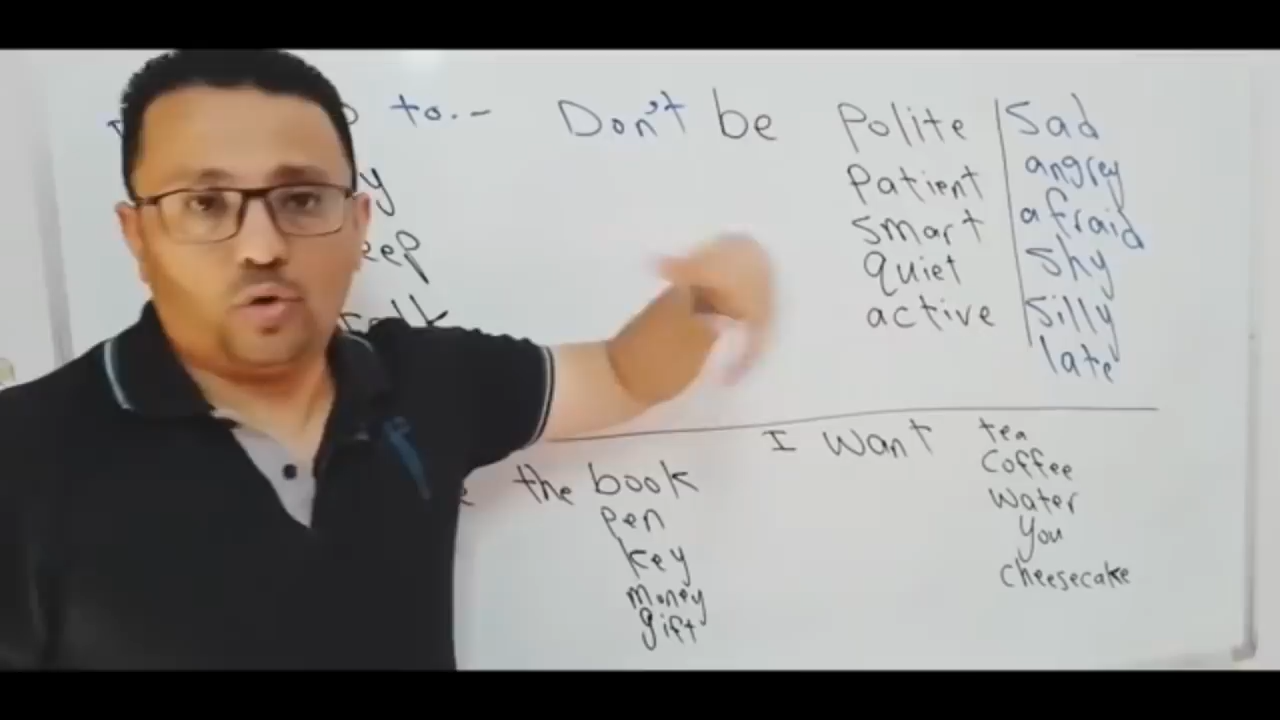 to.-
Don't be
Polite
Patient
smart
quiet
active
Sad
angrey
afraid
shy
silly
late
the book
pen
key
money
gift
I want
tea
coffee
water
you
cheesecake